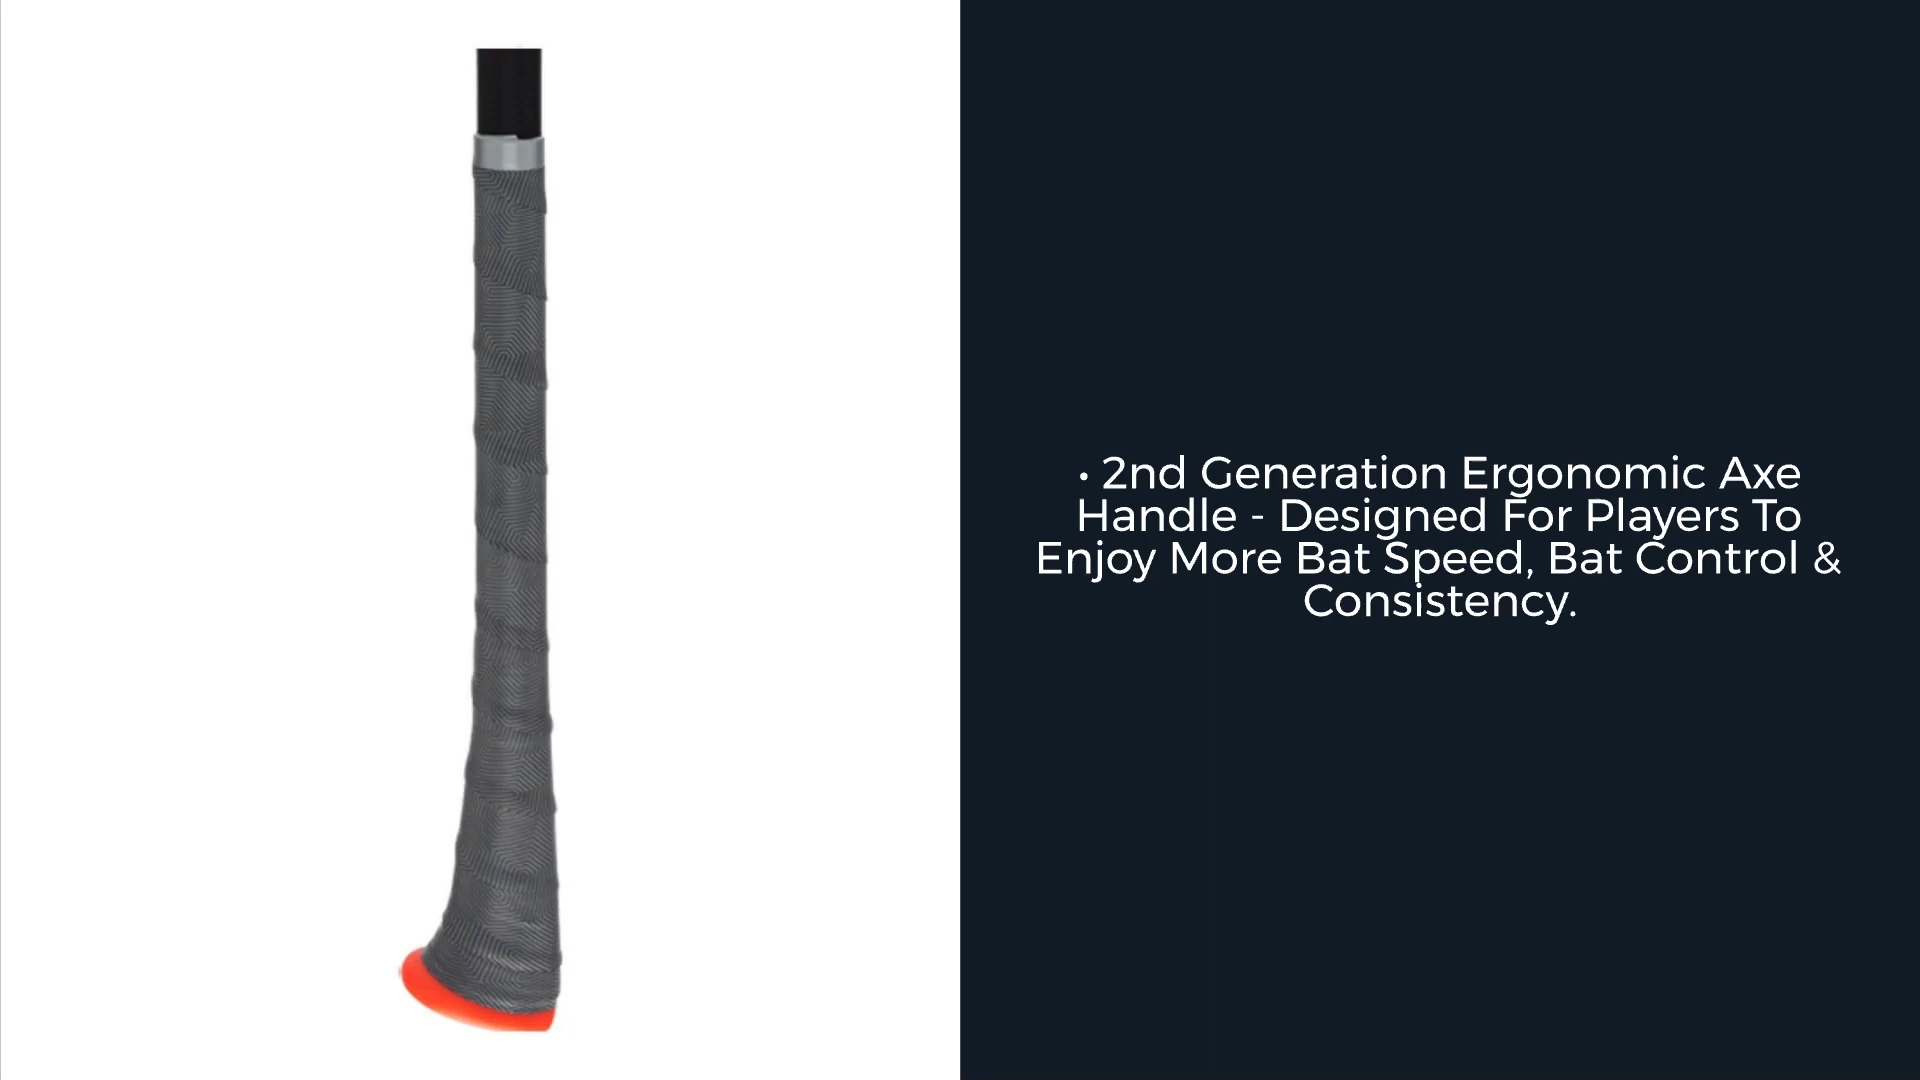 • 2nd Generation Ergonomic Axe
Handle - Designed For Players To
Enjoy More Bat Speed, Bat Control &
Consistency.